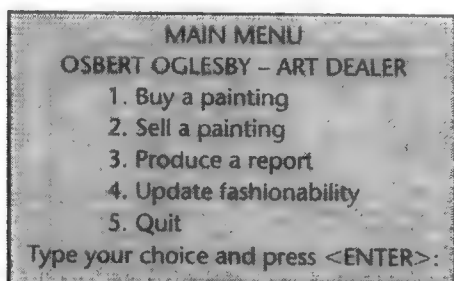 MAIN MENU
OSBERT OGLESBY – ART DEALER
1. Buy a painting
2. Sell a painting
3. Produce a report
4. Update fashionability
5. Quit
Type your choice and press <ENTER>: